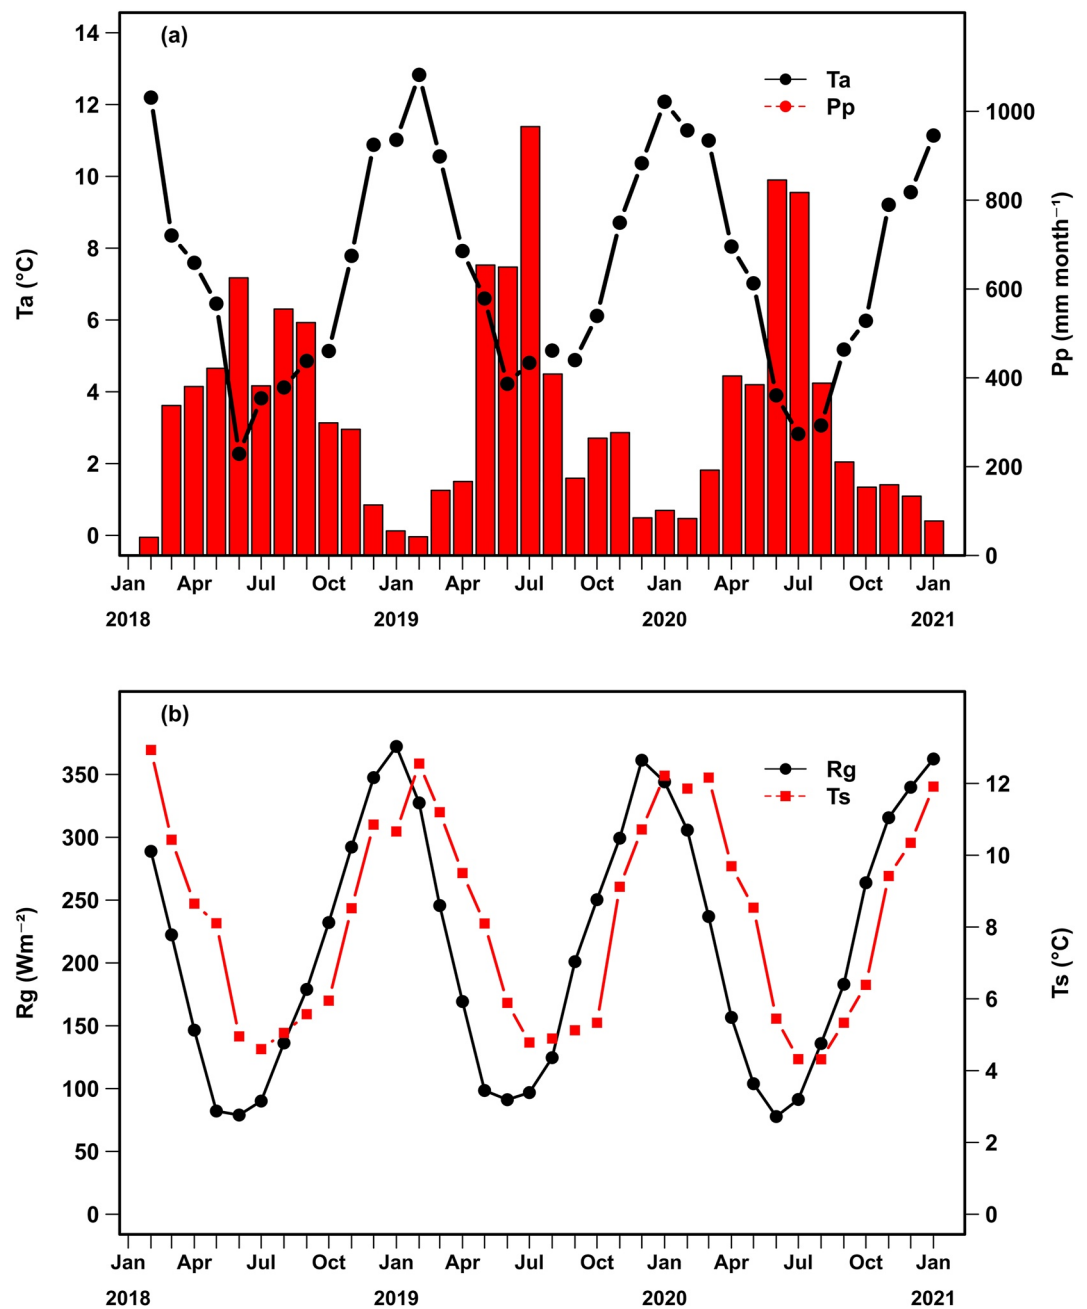 (a)
Ta
Pp
14
12
10
8
6
4
2
0
Ta (°C)
1000
800
600
400
200
0
Pp (mm month⁻¹)
Jan Apr Jul Oct Jan Apr Jul Oct Jan Apr Jul Oct Jan
2018 2019 2020 2021
(b)
Rg
Ts
350
300
250
200
150
100
50
0
Rg (Wm⁻²)
12
10
8
6
4
2
0
Ts (°C)
Jan Apr Jul Oct Jan Apr Jul Oct Jan Apr Jul Oct Jan
2018 2019 2020 2021